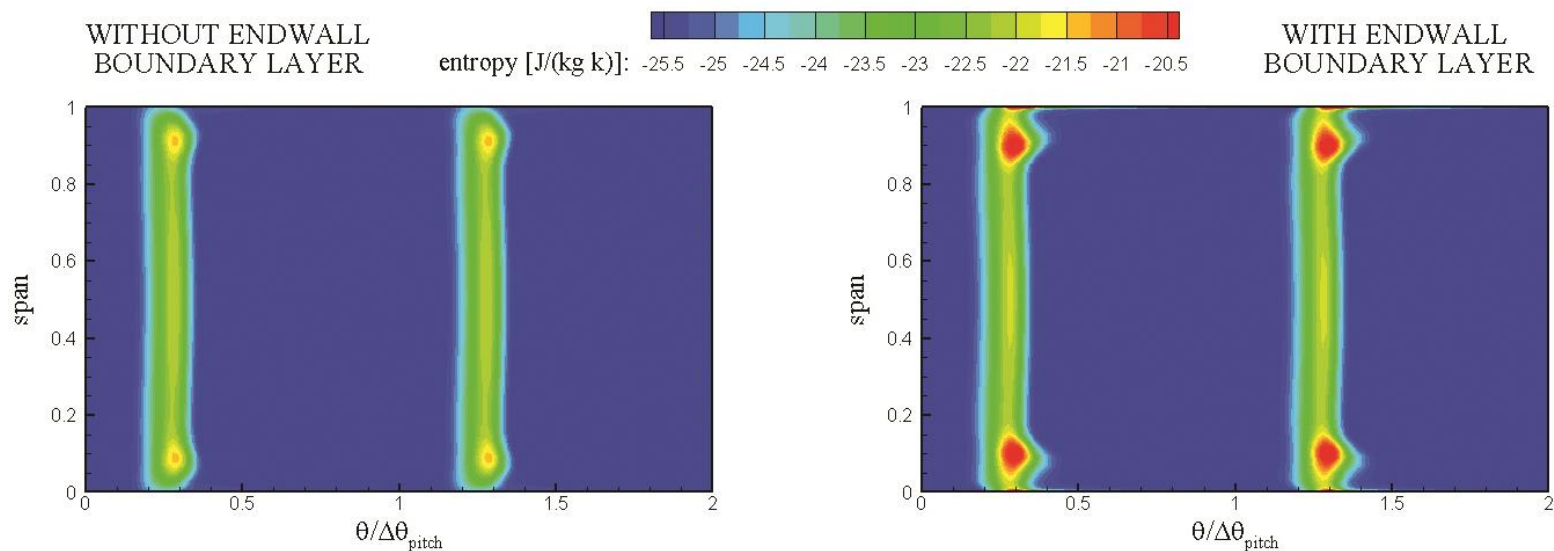 WITHOUT ENDWALL
BOUNDARY LAYER
entropy [J/(kg k)]: -25.5 -25 -24.5 -24 -23.5 -23 -22.5 -22 -21.5 -21 -20.5
WITH ENDWALL
BOUNDARY LAYER
1
0.8
0.6
0.4
0.2
0
span
0 0.5 1 1.5 2
θ/Δθpitch
1
0.8
0.6
0.4
0.2
0
span
0 0.5 1 1.5 2
θ/Δθpitch